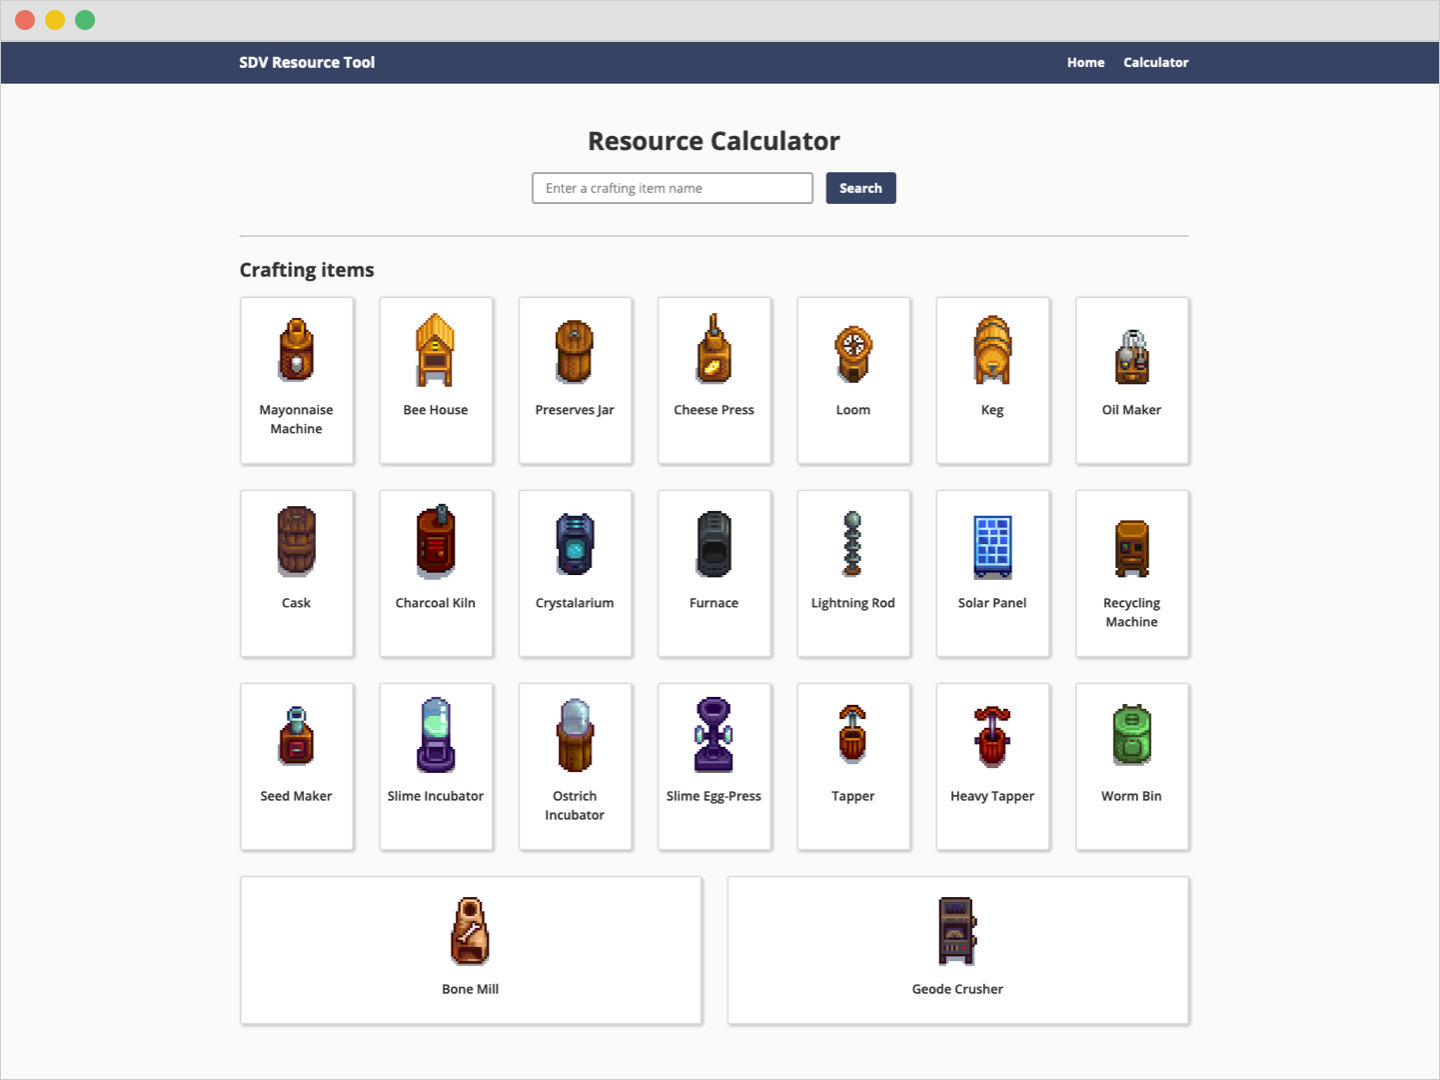 SDV Resource Tool
Home
Calculator
Resource Calculator
Enter a crafting item name
Search
Crafting items
Mayonnaise
Machine
Bee House
Preserves Jar
Cheese Press
Loom
Keg
Oil Maker
Cask
Charcoal Kiln
Crystalarium
Furnace
Lightning Rod
Solar Panel
Recycling
Machine
Seed Maker
Slime Incubator
Ostrich
Incubator
Slime Egg-Press
Tapper
Heavy Tapper
Worm Bin
Bone Mill
Geode Crusher